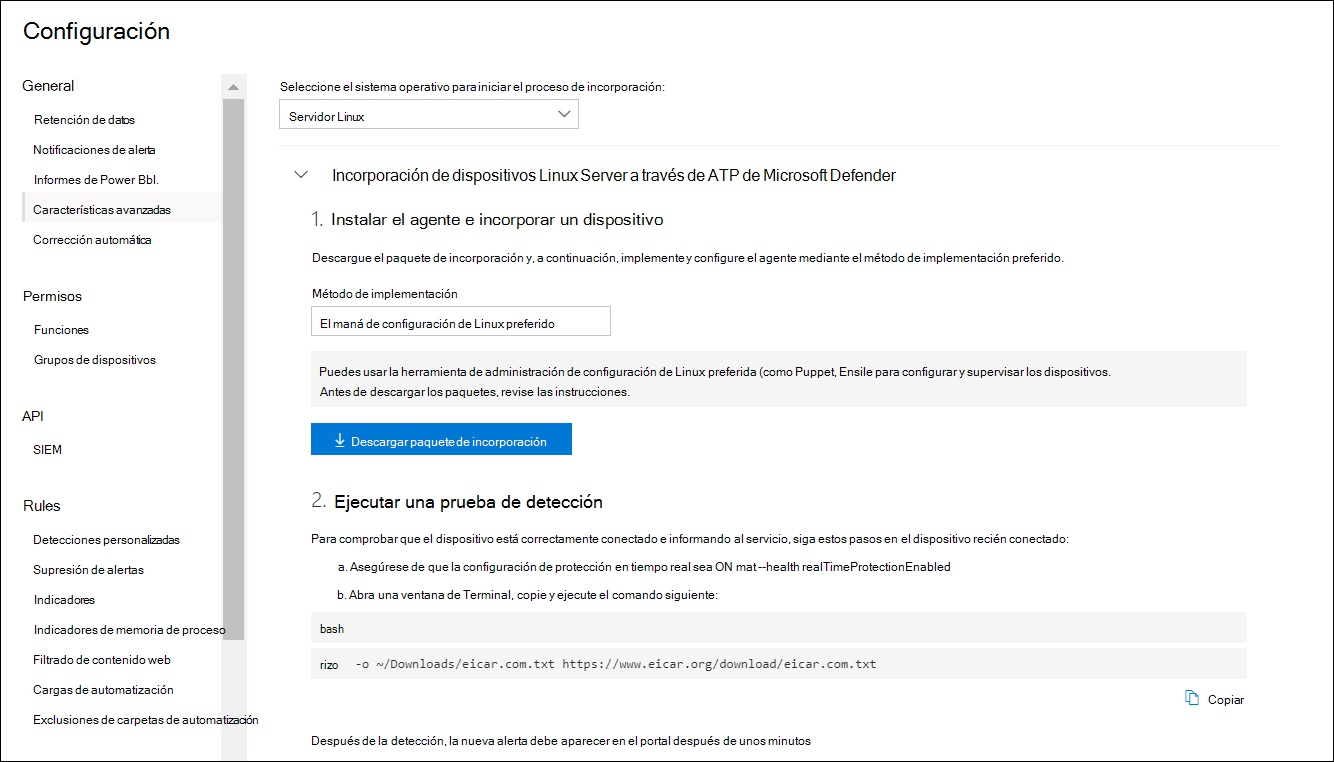 Configuración
General
Retención de datos
Notificaciones de alerta
Informes de Power Bbl.
Características avanzadas
Corrección automática
Permisos
Funciones
Grupos de dispositivos
API
SIEM
Rules
Detecciones personalizadas
Supresión de alertas
Indicadores
Indicadores de memoria de proceso
Filtrado de contenido web
Cargas de automatización
Exclusiones de carpetas de automatización
Seleccione el sistema operativo para iniciar el proceso de incorporación:
Servidor Linux
Incorporación de dispositivos Linux Server a través de ATP de Microsoft Defender
1. Instalar el agente e incorporar un dispositivo
Descargue el paquete de incorporación y, a continuación, implemente y configure el agente mediante el método de implementación preferido.
Método de implementación
El maná de configuración de Linux preferido
Puedes usar la herramienta de administración de configuración de Linux preferida (como Puppet, Ensile para configurar y supervisar los dispositivos.
Antes de descargar los paquetes, revise las instrucciones.
Descargar paquete de incorporación
2. Ejecutar una prueba de detección
Para comprobar que el dispositivo está correctamente conectado e informando al servicio, siga estos pasos en el dispositivo recién conectado:
a. Asegúrese de que la configuración de protección en tiempo real sea ON mat --health realTimeProtectionEnabled
b. Abra una ventana de Terminal, copie y ejecute el comando siguiente:
bash
rizo -o ~/Downloads/eicar.com.txt https://www.eicar.org/download/eicar.com.txt
Copiar
Después de la detección, la nueva alerta debe aparecer en el portal después de unos minutos